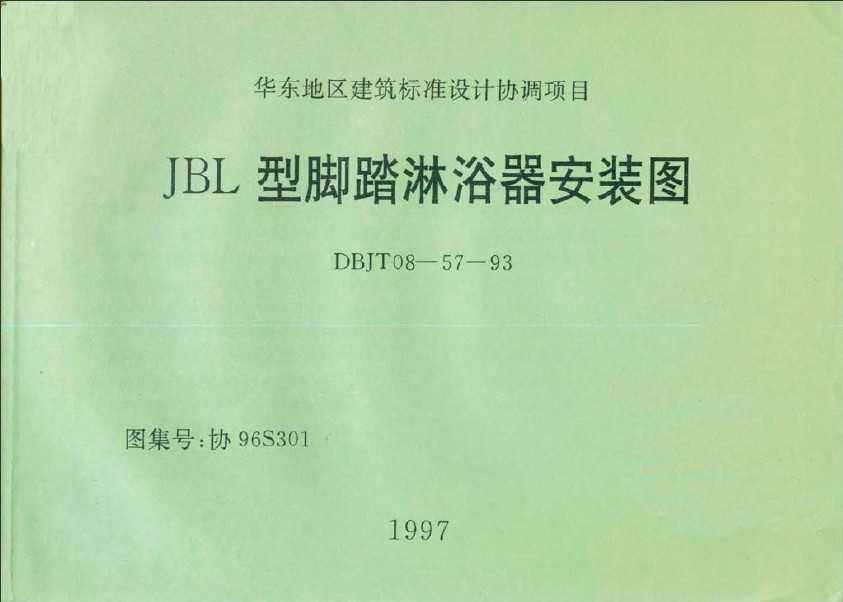 华东地区建筑标准设计协调项目
JBL 型脚踏淋浴器安装图
DBJT08—57—93
图集号:协 96S301
1997